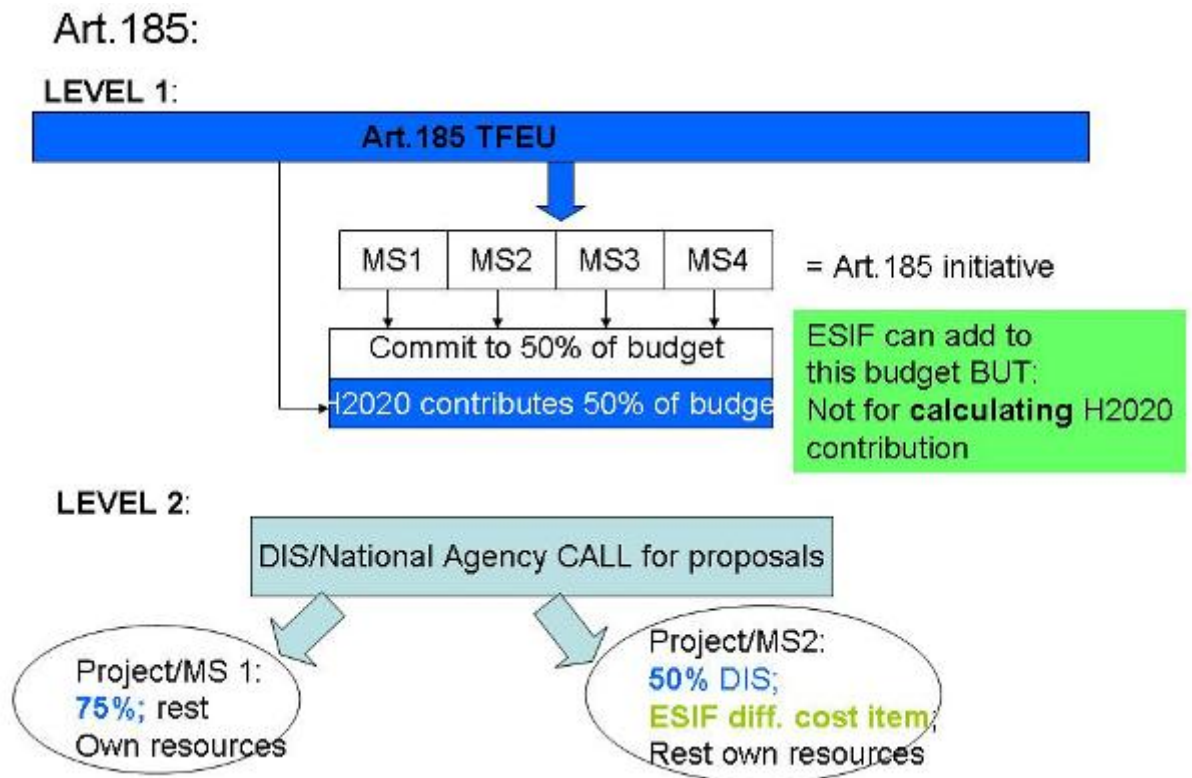 Art.185:
LEVEL 1:
Art.185 TFEU
MS1 MS2 MS3 MS4
= Art.185 initiative
Commit to 50% of budget
H2020 contributes 50% of budge
ESIF can add to
this budget BUT:
Not for calculating H2020
contribution
LEVEL 2:
DIS/National Agency CALL for proposals
Project/MS 1:
75%; rest
Own resources
Project/MS2:
50% DIS;
ESIF diff. cost item;
Rest own resources